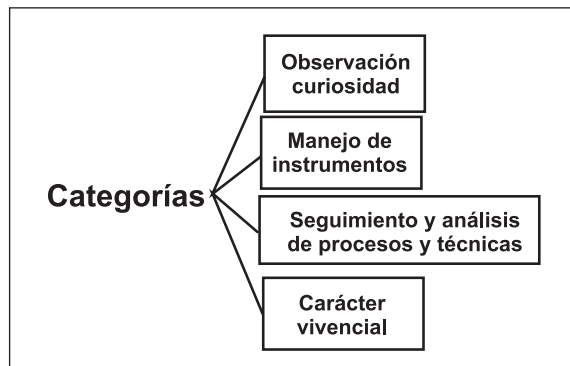 Observación
curiosidad
Manejo de
instrumentos
Categorías
Seguimiento y análisis
de procesos y técnicas
Carácter
vivencial